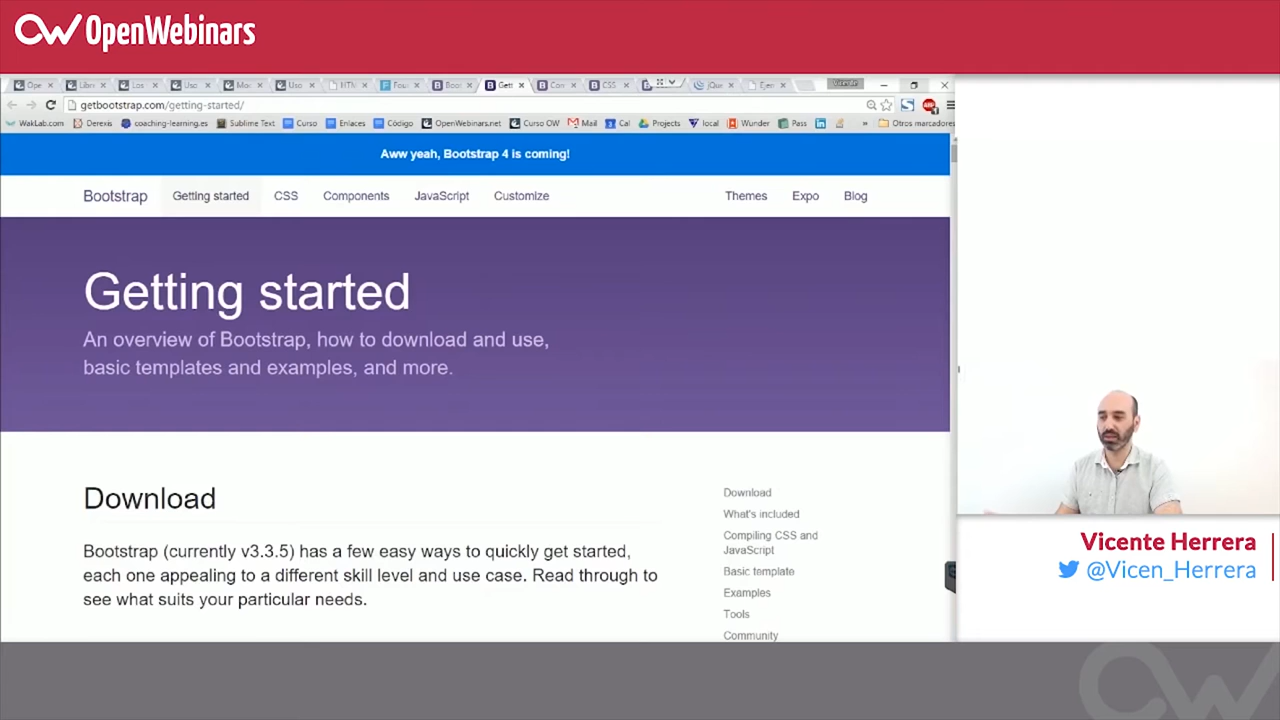 OpenWebinars
Vicente
getbootstrap.com/getting-started/
WakLab.com Derexis coaching-learning.es Sublime Text Curso Enlaces Código OpenWebinars.net Curso OW Mail Cal Projects local Wunder Pass » Otros marcadores
Aww yeah, Bootstrap 4 is coming!
Bootstrap Getting started CSS Components JavaScript Customize Themes Expo Blog
Getting started
An overview of Bootstrap, how to download and use,
basic templates and examples, and more.
Download
Bootstrap (currently v3.3.5) has a few easy ways to quickly get started,
each one appealing to a different skill level and use case. Read through to
see what suits your particular needs.
Download
What's included
Compiling CSS and
JavaScript
Basic template
Examples
Tools
Community
Vicente Herrera
@Vicen_Herrera